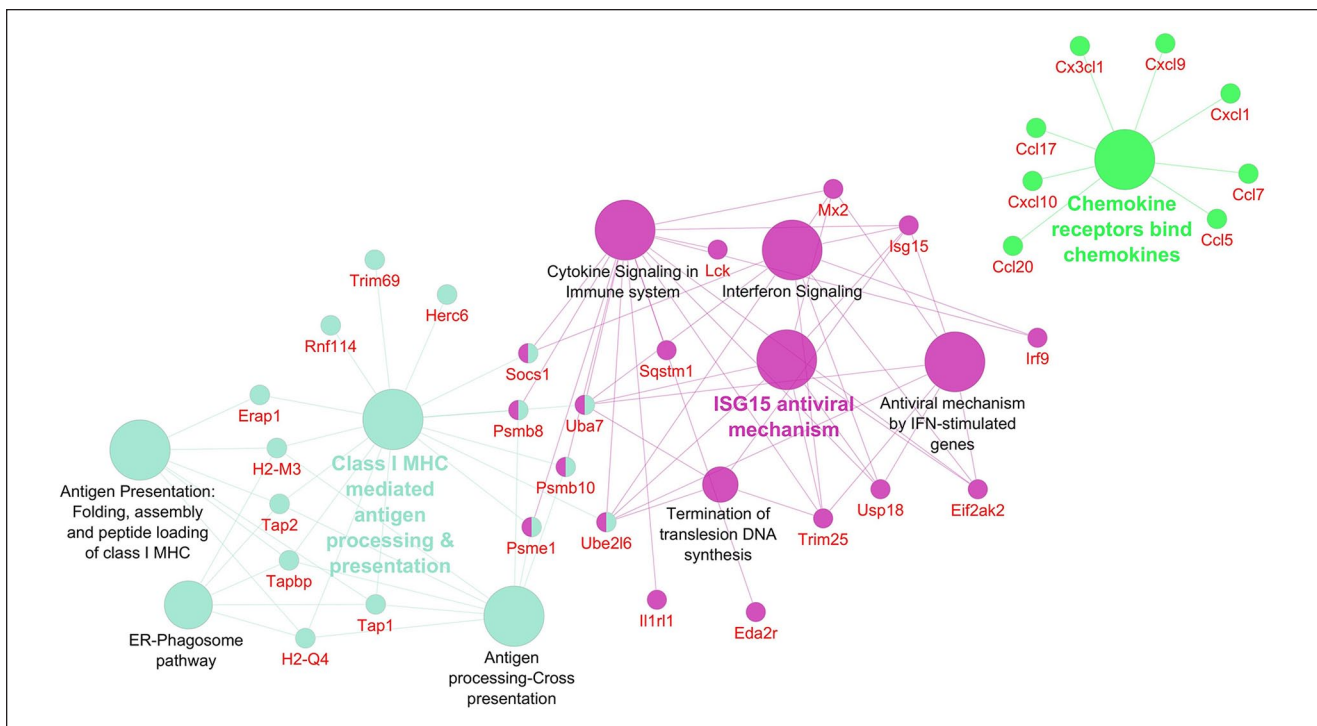 Cx3cl1
Cxcl9
Cxcl1
Ccl17
Ccl7
Cxcl10
Chemokine
receptors bind
chemokines
Ccl5
Ccl20
Mx2
Isg15
Lck
Cytokine Signaling in
Immune system
Interferon Signaling
Trim69
Herc6
Rnf114
Irf9
Socs1
Sqstm1
ISG15 antiviral
mechanism
Antiviral mechanism
by IFN-stimulated
genes
Erap1
Psmb8
Uba7
H2-M3
Class I MHC
mediated
antigen
processing &
presentation
Psmb10
Antigen Presentation:
Folding, assembly
and peptide loading
of class I MHC
Tap2
Psme1
Ube2l6
Termination of
translesion DNA
synthesis
Trim25
Usp18
Eif2ak2
Tapbp
Tap1
ER-Phagosome
pathway
H2-Q4
Antigen
processing-Cross
presentation
Il1rl1
Eda2r